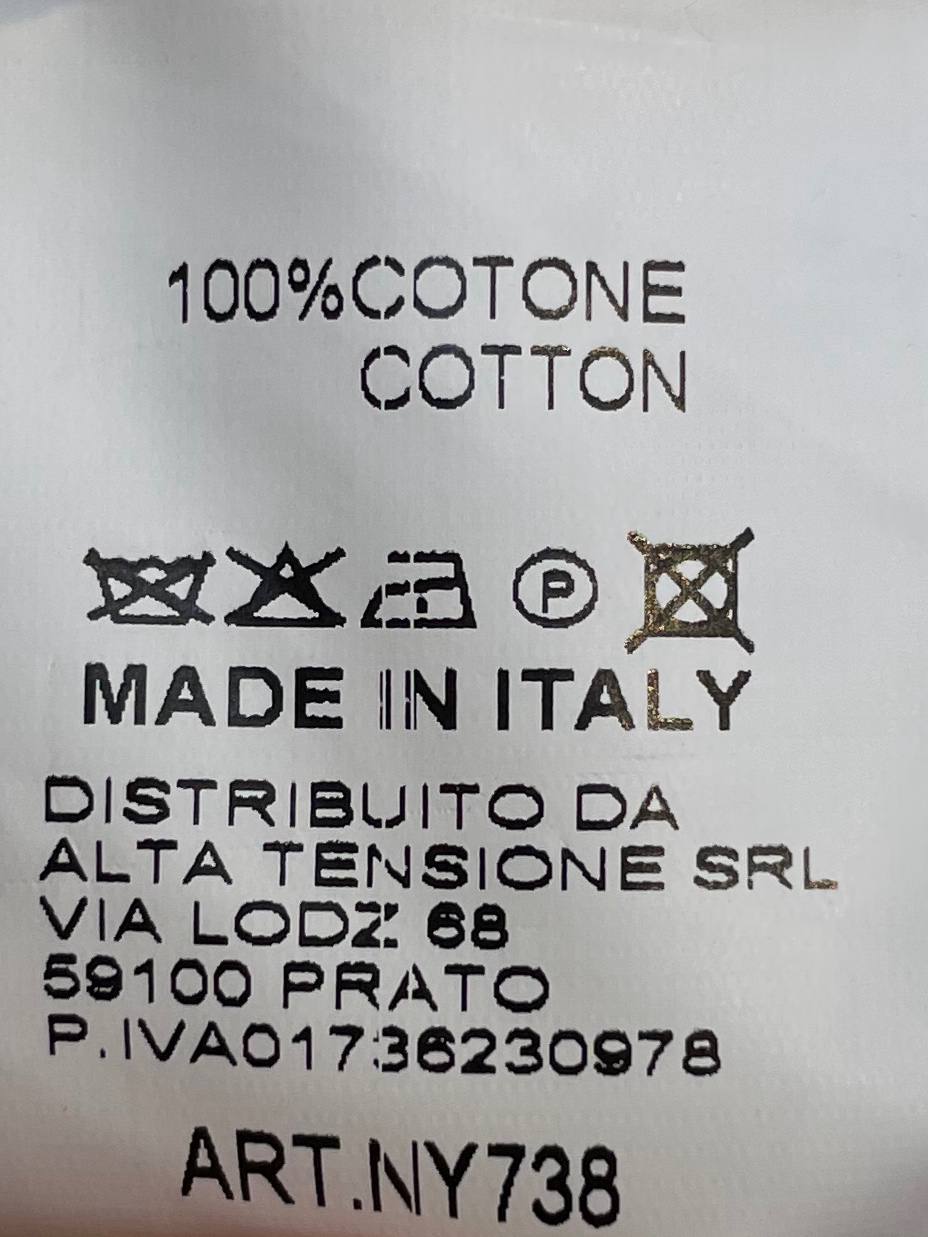 100%COTONE
COTTON
P
MADE IN ITALY
DISTRIBUITO DA
ALTA TENSIONE SRL
VIA LODZ 68
59100 PRATO
P.IVA01736230978
ART.NY738